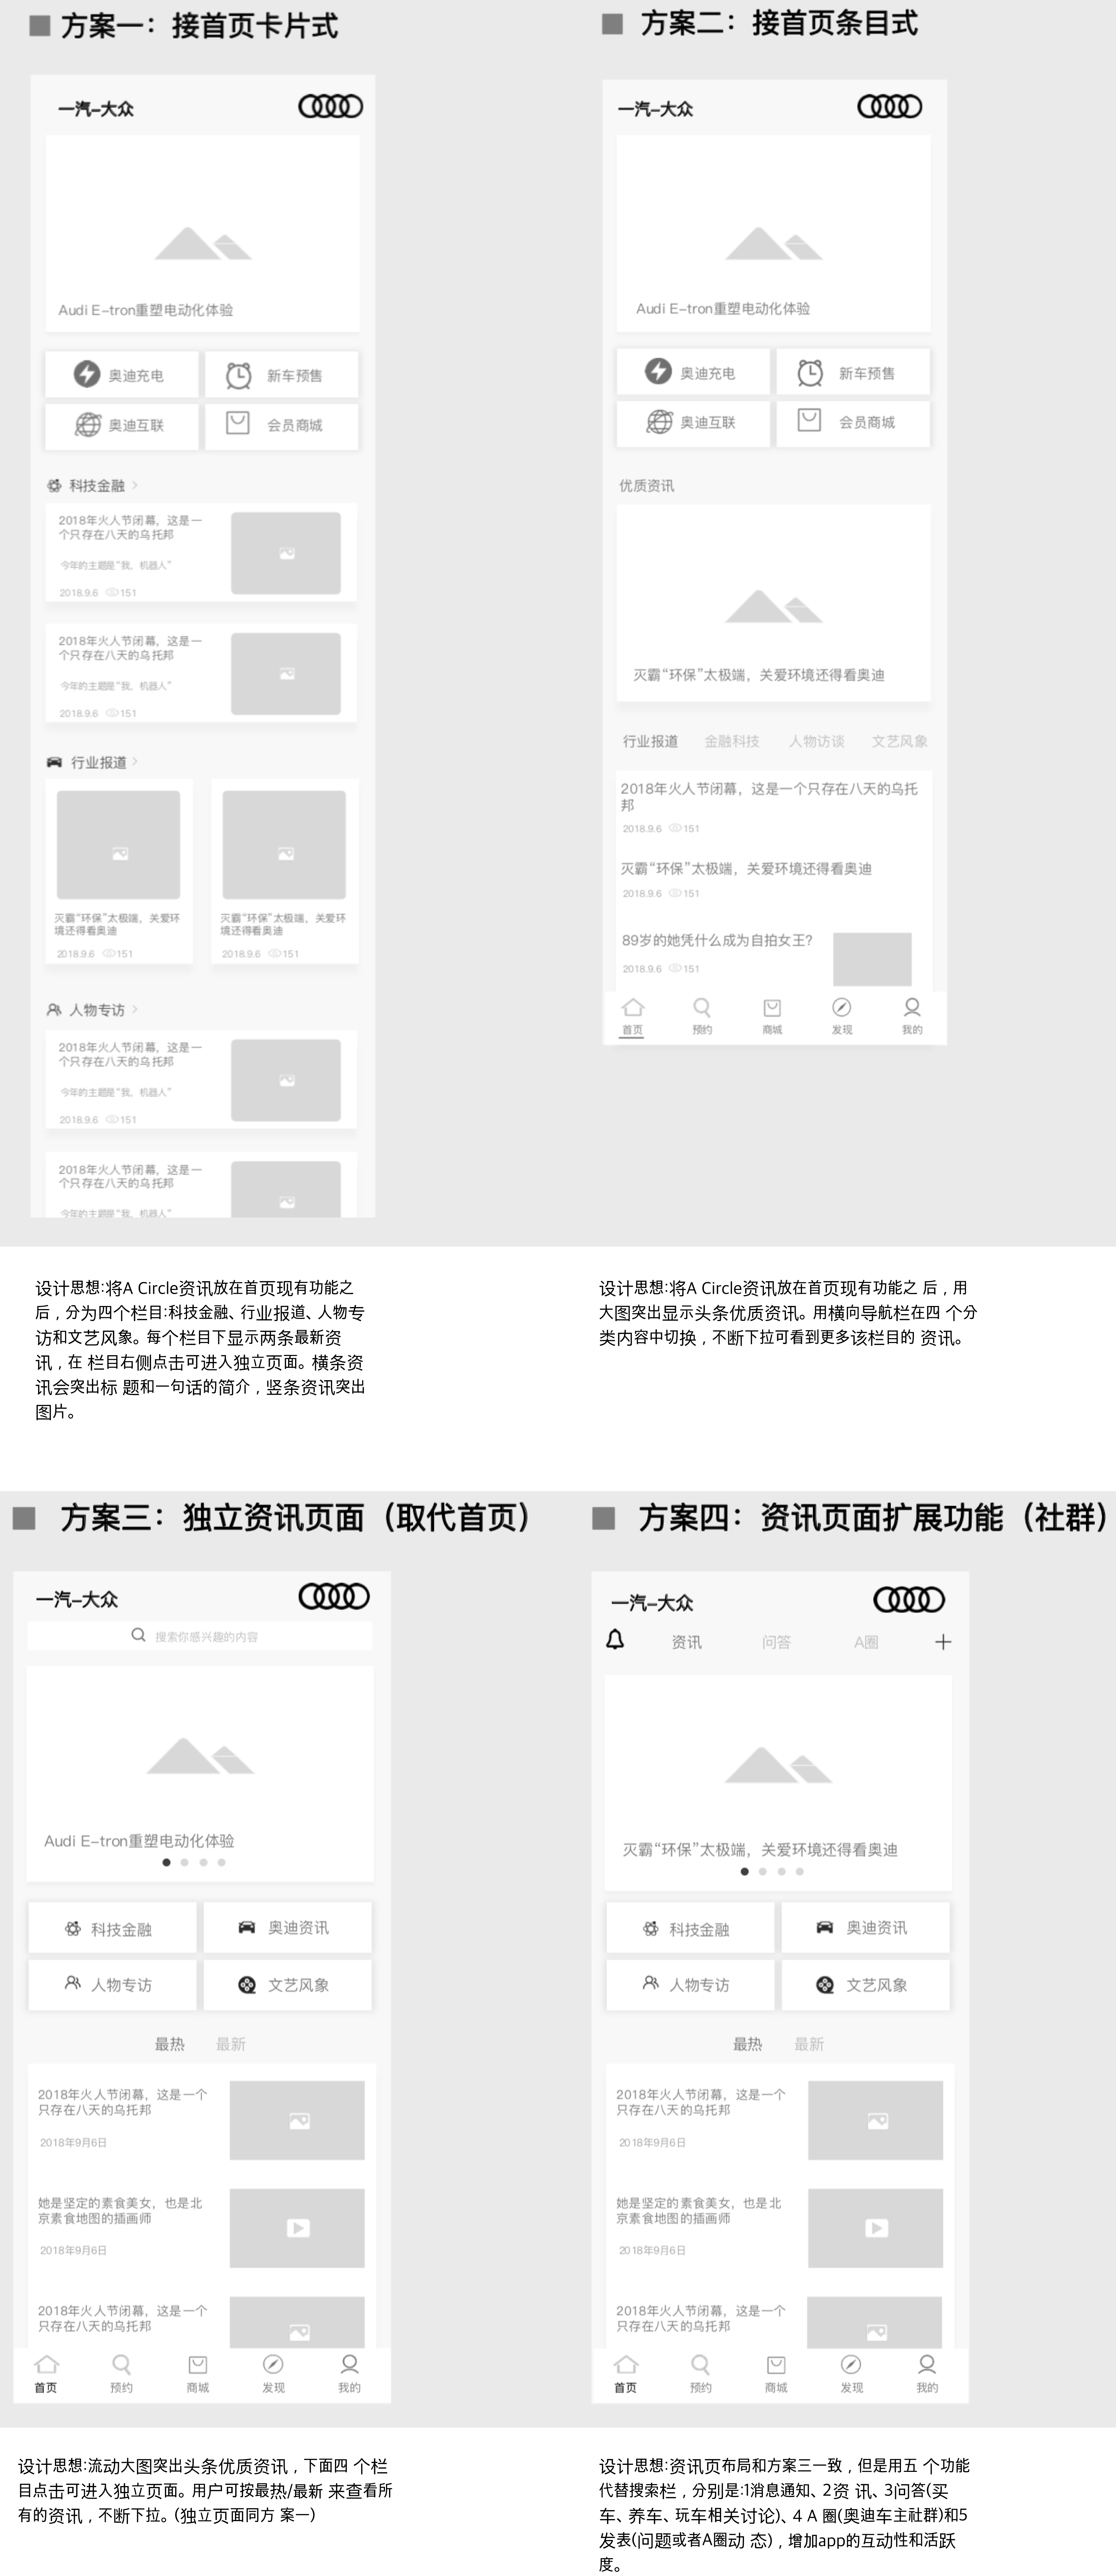 方案一：接首页卡片式
一汽-大众
Audi E-tron重塑电动化体验
奥迪充电
新车预售
奥迪互联
会员商城
科技金融 >
2018年火人节闭幕，这是一
个只存在八天的乌托邦
今年的主题是“我，机器人”
2018.9.6 151
2018年火人节闭幕，这是一
个只存在八天的乌托邦
今年的主题是“我，机器人”
2018.9.6 151
行业报道 >
灭霸“环保”太极端，关爱环
境还得看奥迪
2018.9.6 151
灭霸“环保”太极端，关爱环
境还得看奥迪
2018.9.6 151
人物专访 >
2018年火人节闭幕，这是一
个只存在八天的乌托邦
今年的主题是“我，机器人”
2018.9.6 151
2018年火人节闭幕，这是一
个只存在八天的乌托邦
今年的主题是“我，机器人”
设计思想:将A Circle资讯放在首页现有功能之
后，分为四个栏目:科技金融、行业报道、人物专
访和文艺风象。每个栏目下显示两条最新资
讯，在 栏目右侧点击可进入独立页面。横条资
讯会突出标 题和一句话的简介，竖条资讯突出
图片。
方案二：接首页条目式
一汽-大众
Audi E-tron重塑电动化体验
奥迪充电
新车预售
奥迪互联
会员商城
优质资讯
灭霸“环保”太极端，关爱环境还得看奥迪
行业报道 金融科技 人物访谈 文艺风象
2018年火人节闭幕，这是一个只存在八天的乌托
邦
2018.9.6 151
灭霸“环保”太极端，关爱环境还得看奥迪
2018.9.6 151
89岁的她凭什么成为自拍女王?
2018.9.6 151
首页 预约 商城 发现 我的
设计思想:将A Circle资讯放在首页现有功能之 后，用
大图突出显示头条优质资讯。用横向导航栏在四 个分
类内容中切换，不断下拉可看到更多该栏目的 资讯。
方案三：独立资讯页面（取代首页）
一汽-大众
搜索你感兴趣的内容
Audi E-tron重塑电动化体验
科技金融
奥迪资讯
人物专访
文艺风象
最热 最新
2018年火人节闭幕，这是一个
只存在八天的乌托邦
2018年9月6日
她是坚定的素食美女，也是北
京素食地图的插画师
2018年9月6日
2018年火人节闭幕，这是一个
只存在八天的乌托邦
首页 预约 商城 发现 我的
设计思想:流动大图突出头条优质资讯，下面四 个栏
目点击可进入独立页面。用户可按最热/最新 来查看所
有的资讯，不断下拉。(独立页面同方 案一)
方案四：资讯页面扩展功能（社群）
一汽-大众
资讯 问答 A圈
灭霸“环保”太极端，关爱环境还得看奥迪
科技金融
奥迪资讯
人物专访
文艺风象
最热 最新
2018年火人节闭幕，这是一个
只存在八天的乌托邦
2018年9月6日
她是坚定的素食美女，也是北
京素食地图的插画师
2018年9月6日
2018年火人节闭幕，这是一个
只存在八天的乌托邦
首页 预约 商城 发现 我的
设计思想:资讯页布局和方案三一致，但是用五 个功能
代替搜索栏，分别是:1消息通知、2资 讯、3问答(买
车、养车、玩车相关讨论)、4 A 圈(奥迪车主社群)和5
发表(问题或者A圈动 态)，增加app的互动性和活跃
度。